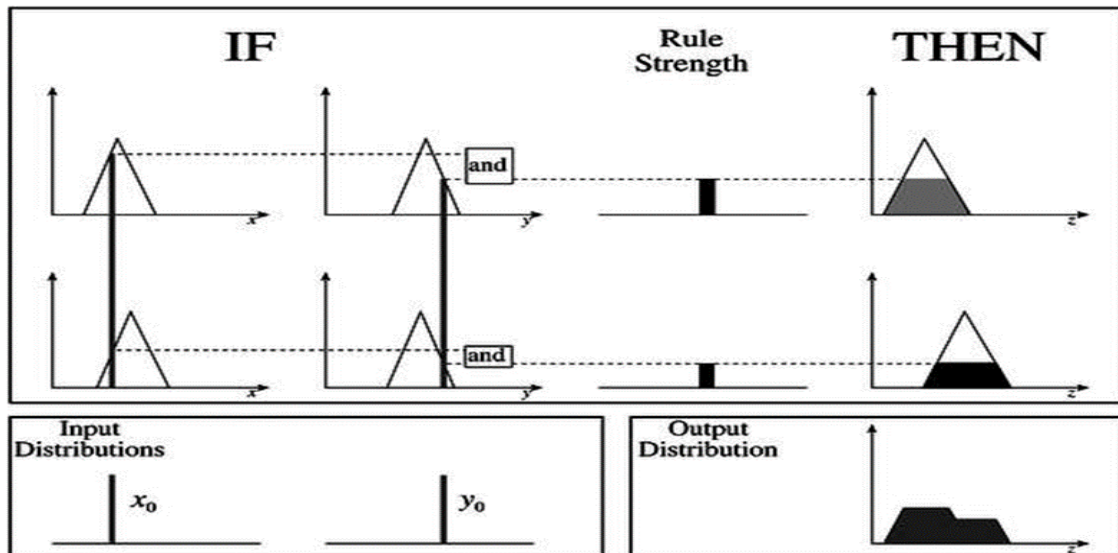 IF
Rule
Strength
THEN
and
x
y
z
and
x
y
z
Input
Distributions
x0
y0
Output
Distribution
z